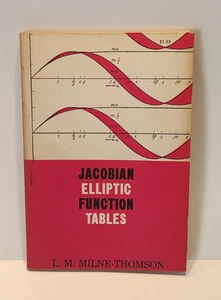 $1.35
JACOBIAN
ELLIPTIC
FUNCTION
TABLES
L. M. MILNE-THOMSON